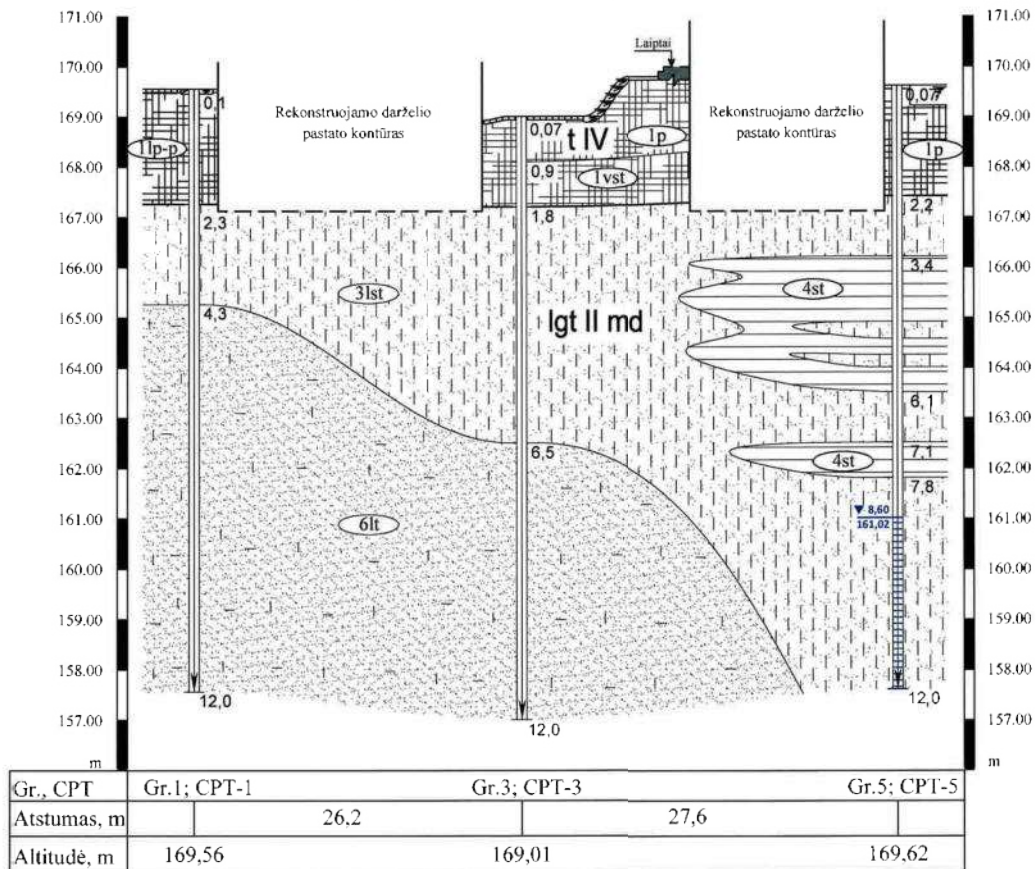 171.00
170.00
169.00
168.00
167.00
166.00
165.00
164.00
163.00
162.00
161.00
160.00
159.00
158.00
157.00
m
171.00
170.00
169.00
168.00
167.00
166.00
165.00
164.00
163.00
162.00
161.00
160.00
159.00
158.00
157.00
m
Laiptai
Rekonstruojamo darželio
pastato kontūras
Rekonstruojamo darželio
pastato kontūras
0,1
1lp-p
2,3
4,3
12,0
0,07
t IV
1p
0,9
1vst
1,8
6,5
12,0
0,07
1p
2,2
3,4
4st
6,1
7,1
4st
7,8
8,60
161,02
12,0
3lst
lgt II md
6lt
Gr., CPT Gr.1; CPT-1 Gr.3; CPT-3 Gr.5; CPT-5
Atstumas, m 26,2 27,6
Altitudė, m 169,56 169,01 169,62